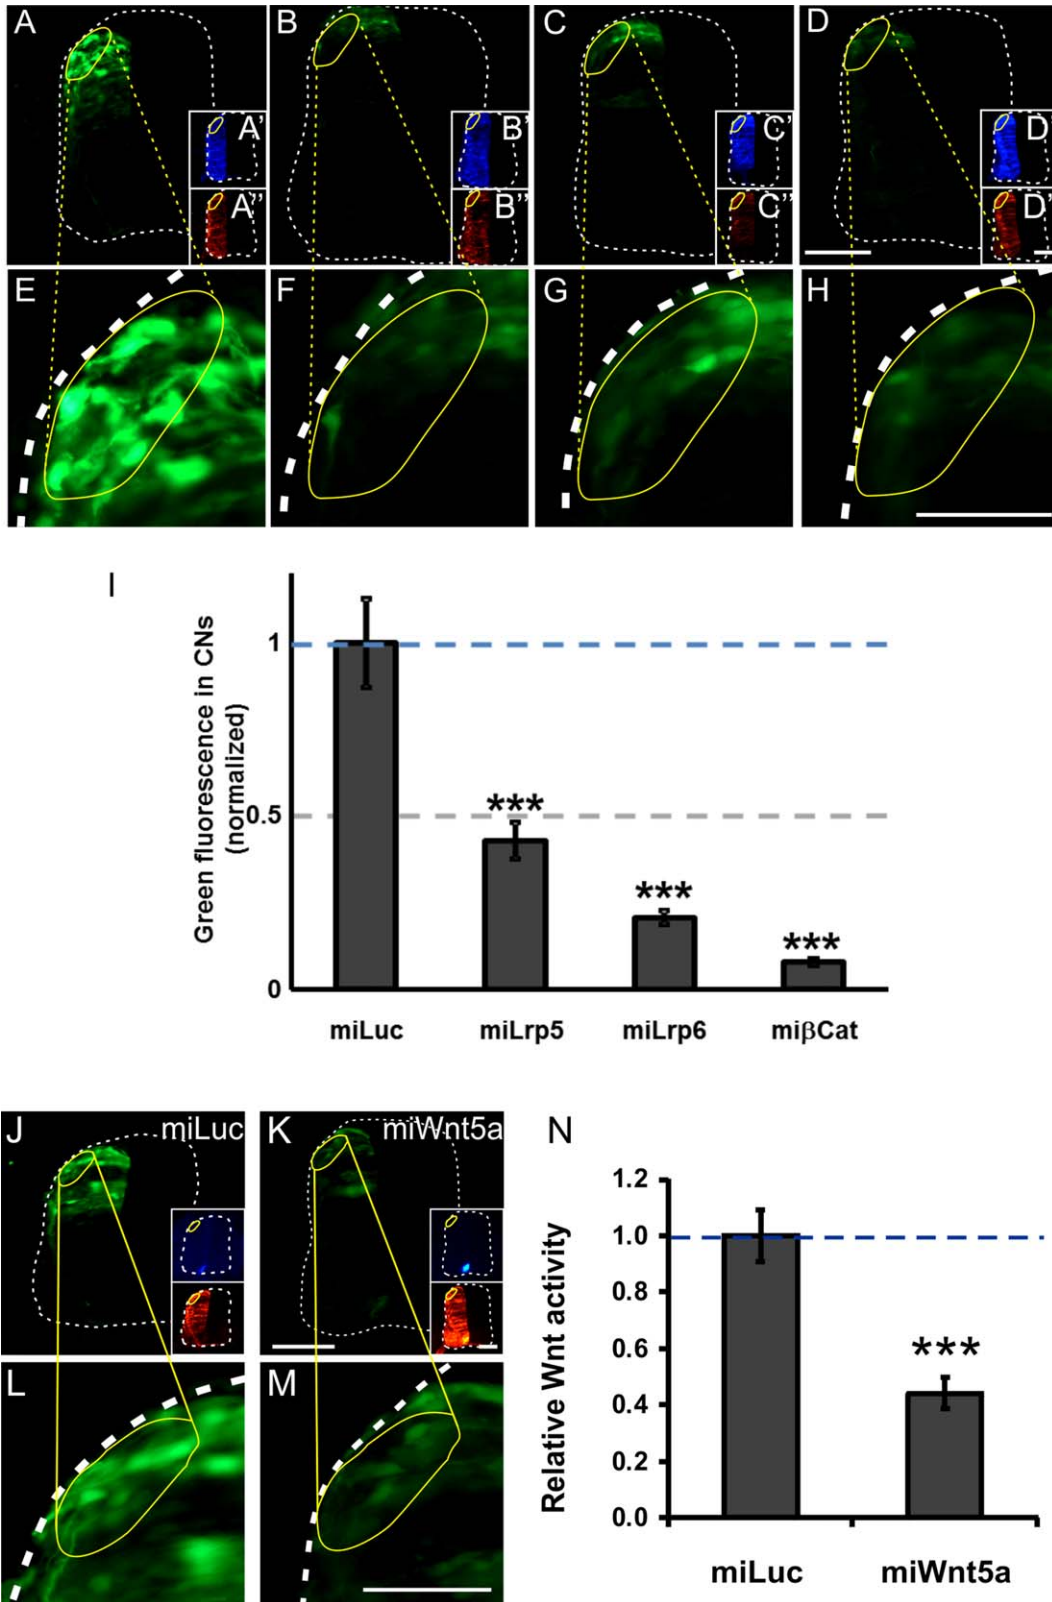 A
B
C
D
A'
B'
C'
D'
A''
B''
C''
D'
E
F
G
H
I
Green fluorescence in CNs
(normalized)
1
0.5
0
***
***
***
miLuc
miLrp5
miLrp6
miβCat
J
miLuc
K
miWnt5a
N
L
M
Relative Wnt activity
1.2
1.0
0.8
0.6
0.4
0.2
0.0
***
miLuc
miWnt5a